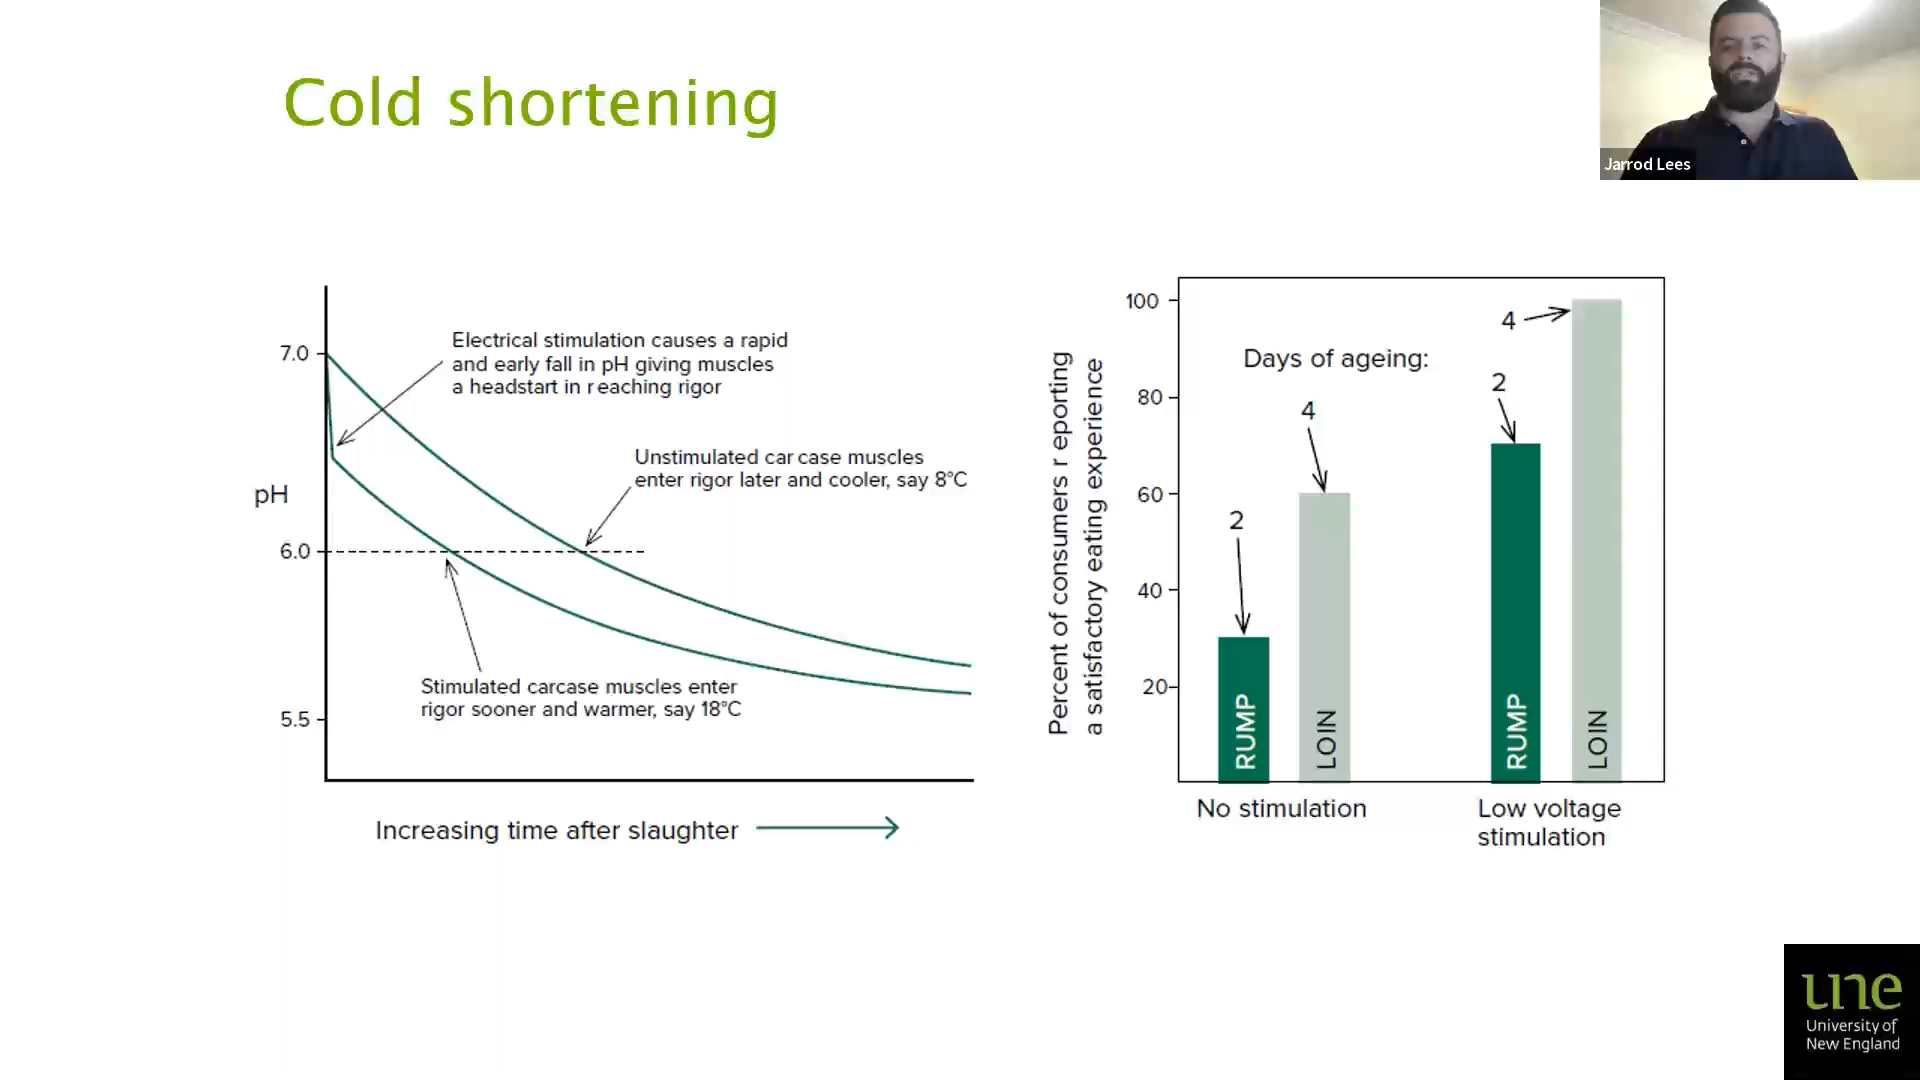 Cold shortening
Jarrod Lees
7.0
6.0
5.5
pH
Electrical stimulation causes a rapid
and early fall in pH giving muscles
a headstart in reaching rigor
Unstimulated carcase muscles
enter rigor later and cooler, say 8°C
Stimulated carcase muscles enter
rigor sooner and warmer, say 18°C
Increasing time after slaughter
Percent of consumers reporting
a satisfactory eating experience
100
80
60
40
20
Days of ageing:
2
4
2
4
RUMP
LOIN
RUMP
LOIN
No stimulation
Low voltage
stimulation
une
University of
New England